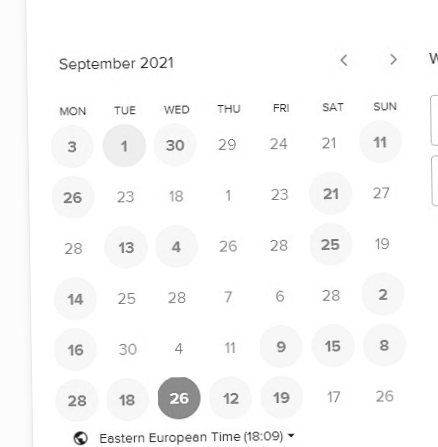 September 2021
W
MON TUE WED THU FRI SAT SUN
3 1 30 29 24 21 11
26 23 18 1 23 21 27
28 13 4 26 28 25 19
14 25 28 7 6 28 2
16 30 4 11 9 15 8
28 18 26 12 19 17 26
Eastern European Time (18:09)